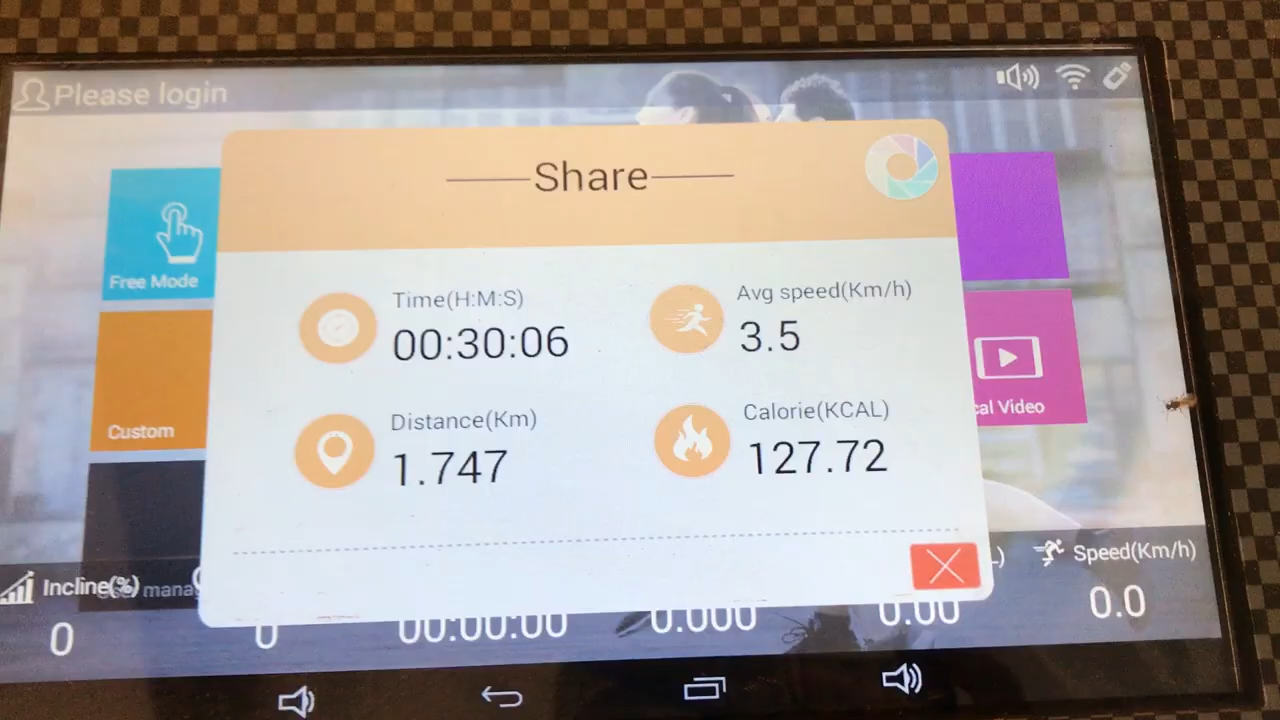 Please login
Share
Free Mode
Time(H:M:S)
Avg speed(Km/h)
00:30:06
3.5
Custom
cal Video
Distance(Km)
Calorie(KCAL)
1.747
127.72
Incline(%)
mana
L)
Speed(Km/h)
0
0
00:00:00
0.000
0.00
0.0